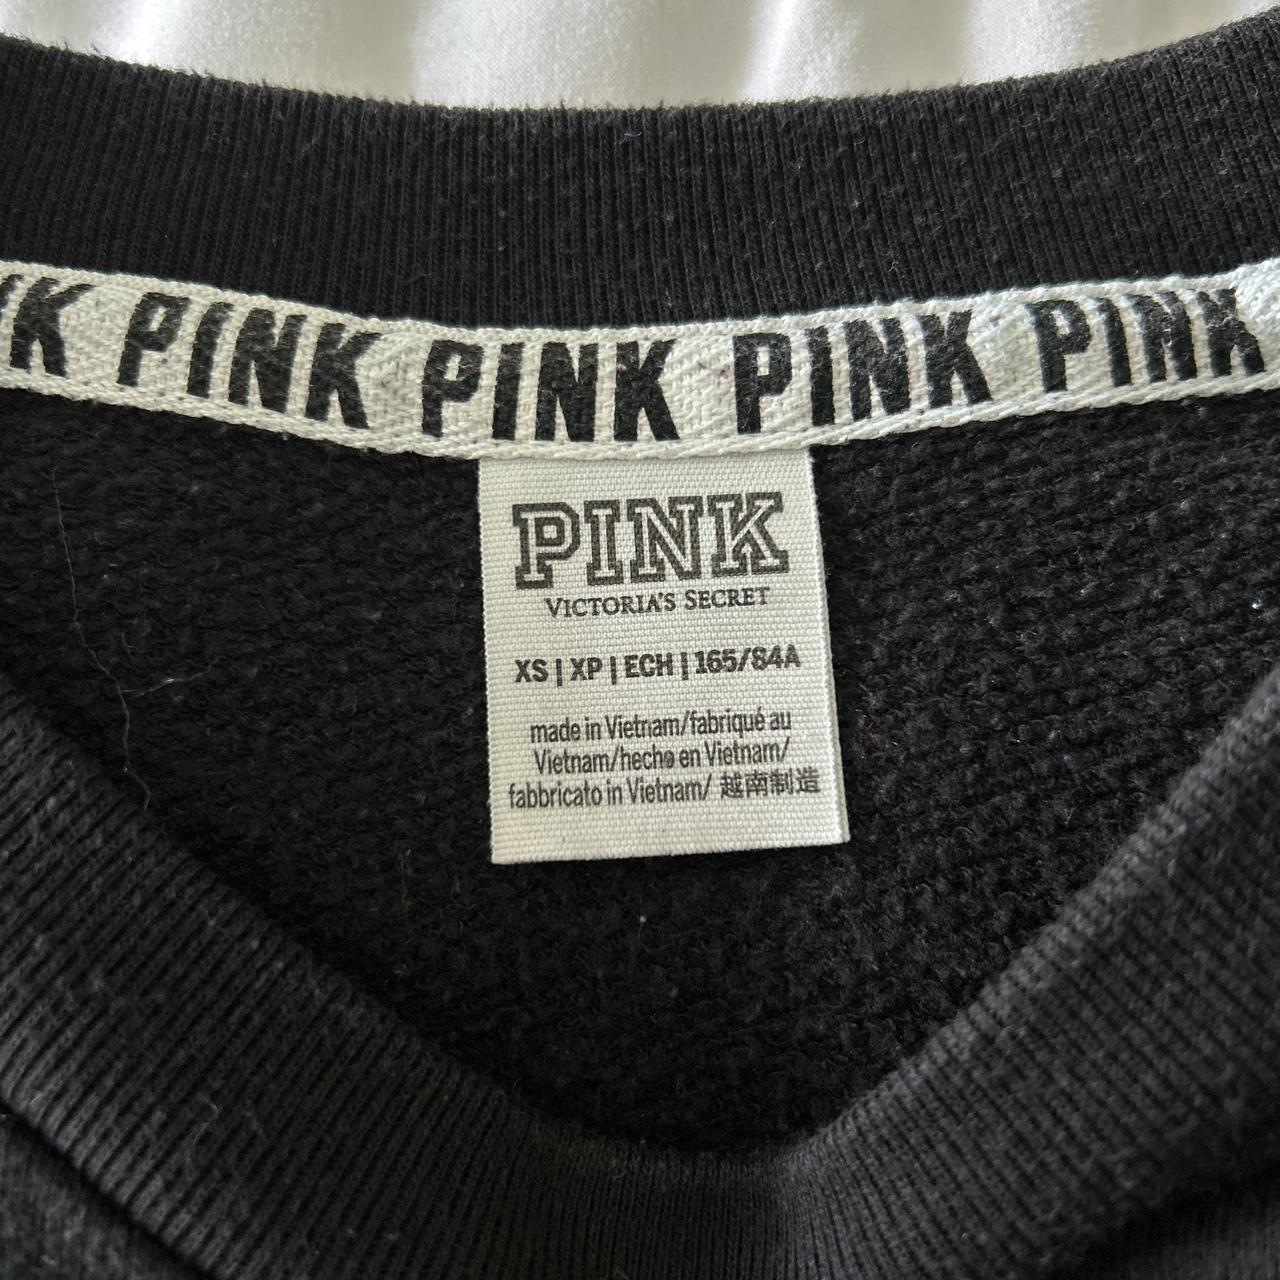 K PINK PINK PINK PINK
PINK
VICTORIA'S SECRET
XS | XP | ECH | 165/84A
made in Vietnam/fabriqué au
Vietnam/hecho en Vietnam/
fabbricato in Vietnam/ 越南制造